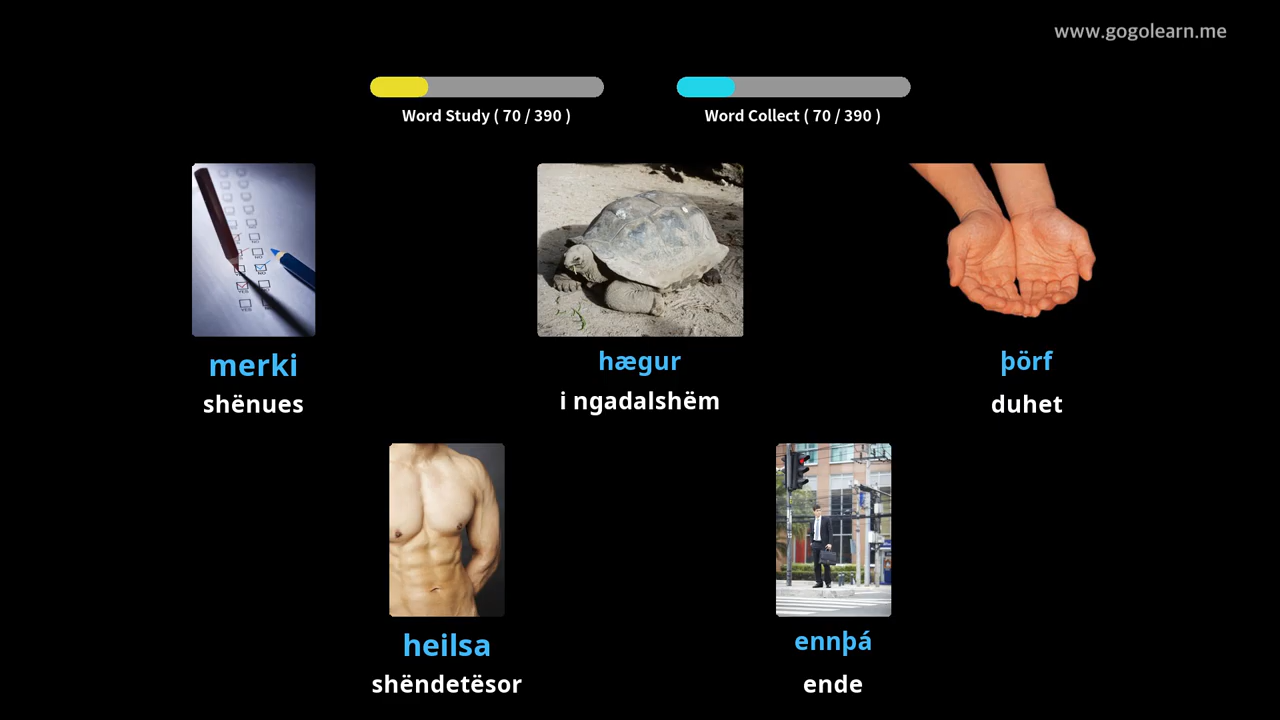 www.gogolearn.me
Word Study ( 70 / 390 )
Word Collect ( 70 / 390 )
merki
shënues
hægur
i ngadalshëm
þörf
duhet
heilsa
shëndetësor
ennþá
ende